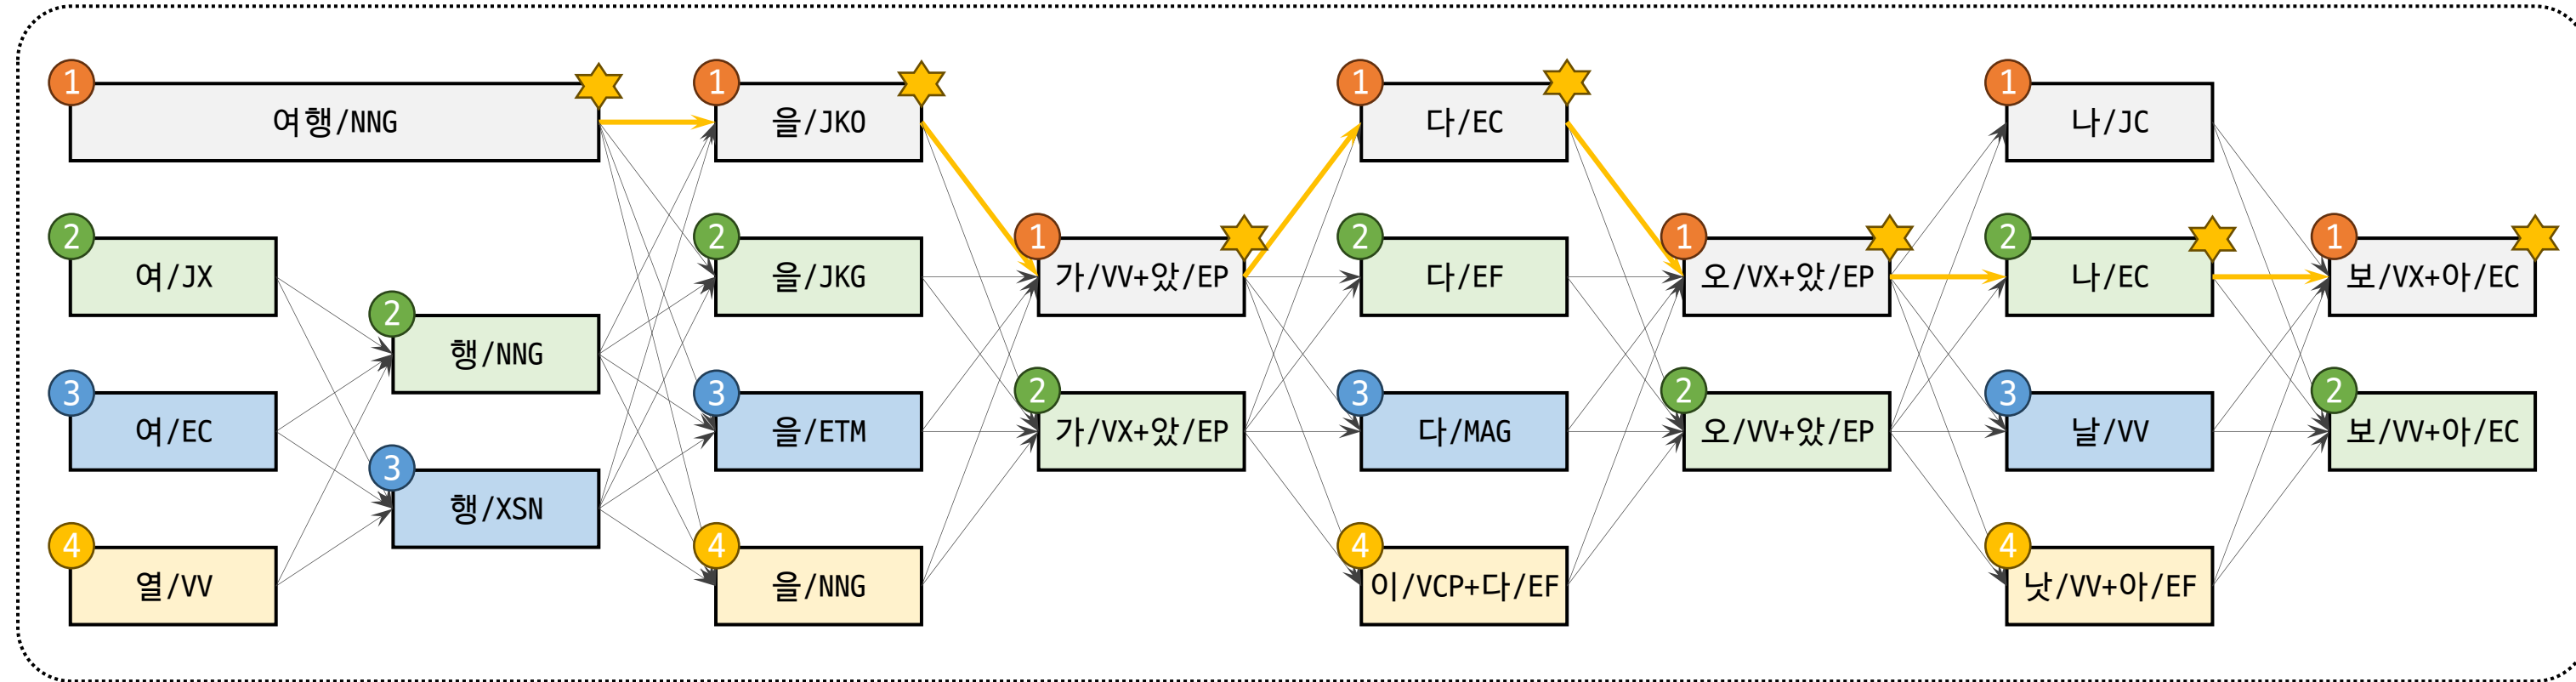 1 여행/NNG
2 여/JX
3 여/EC
4 열/VV
2 행/NNG
3 행/XSN
1 을/JKO
2 을/JKG
3 을/ETM
4 을/NNG
1 가/VV+았/EP
2 가/VX+았/EP
1 다/EC
2 다/EF
3 다/MAG
4 이/VCP+다/EF
1 오/VX+았/EP
2 오/VV+았/EP
1 나/JC
2 나/EC
3 날/VV
4 낫/VV+아/EF
1 보/VX+아/EC
2 보/VV+아/EC